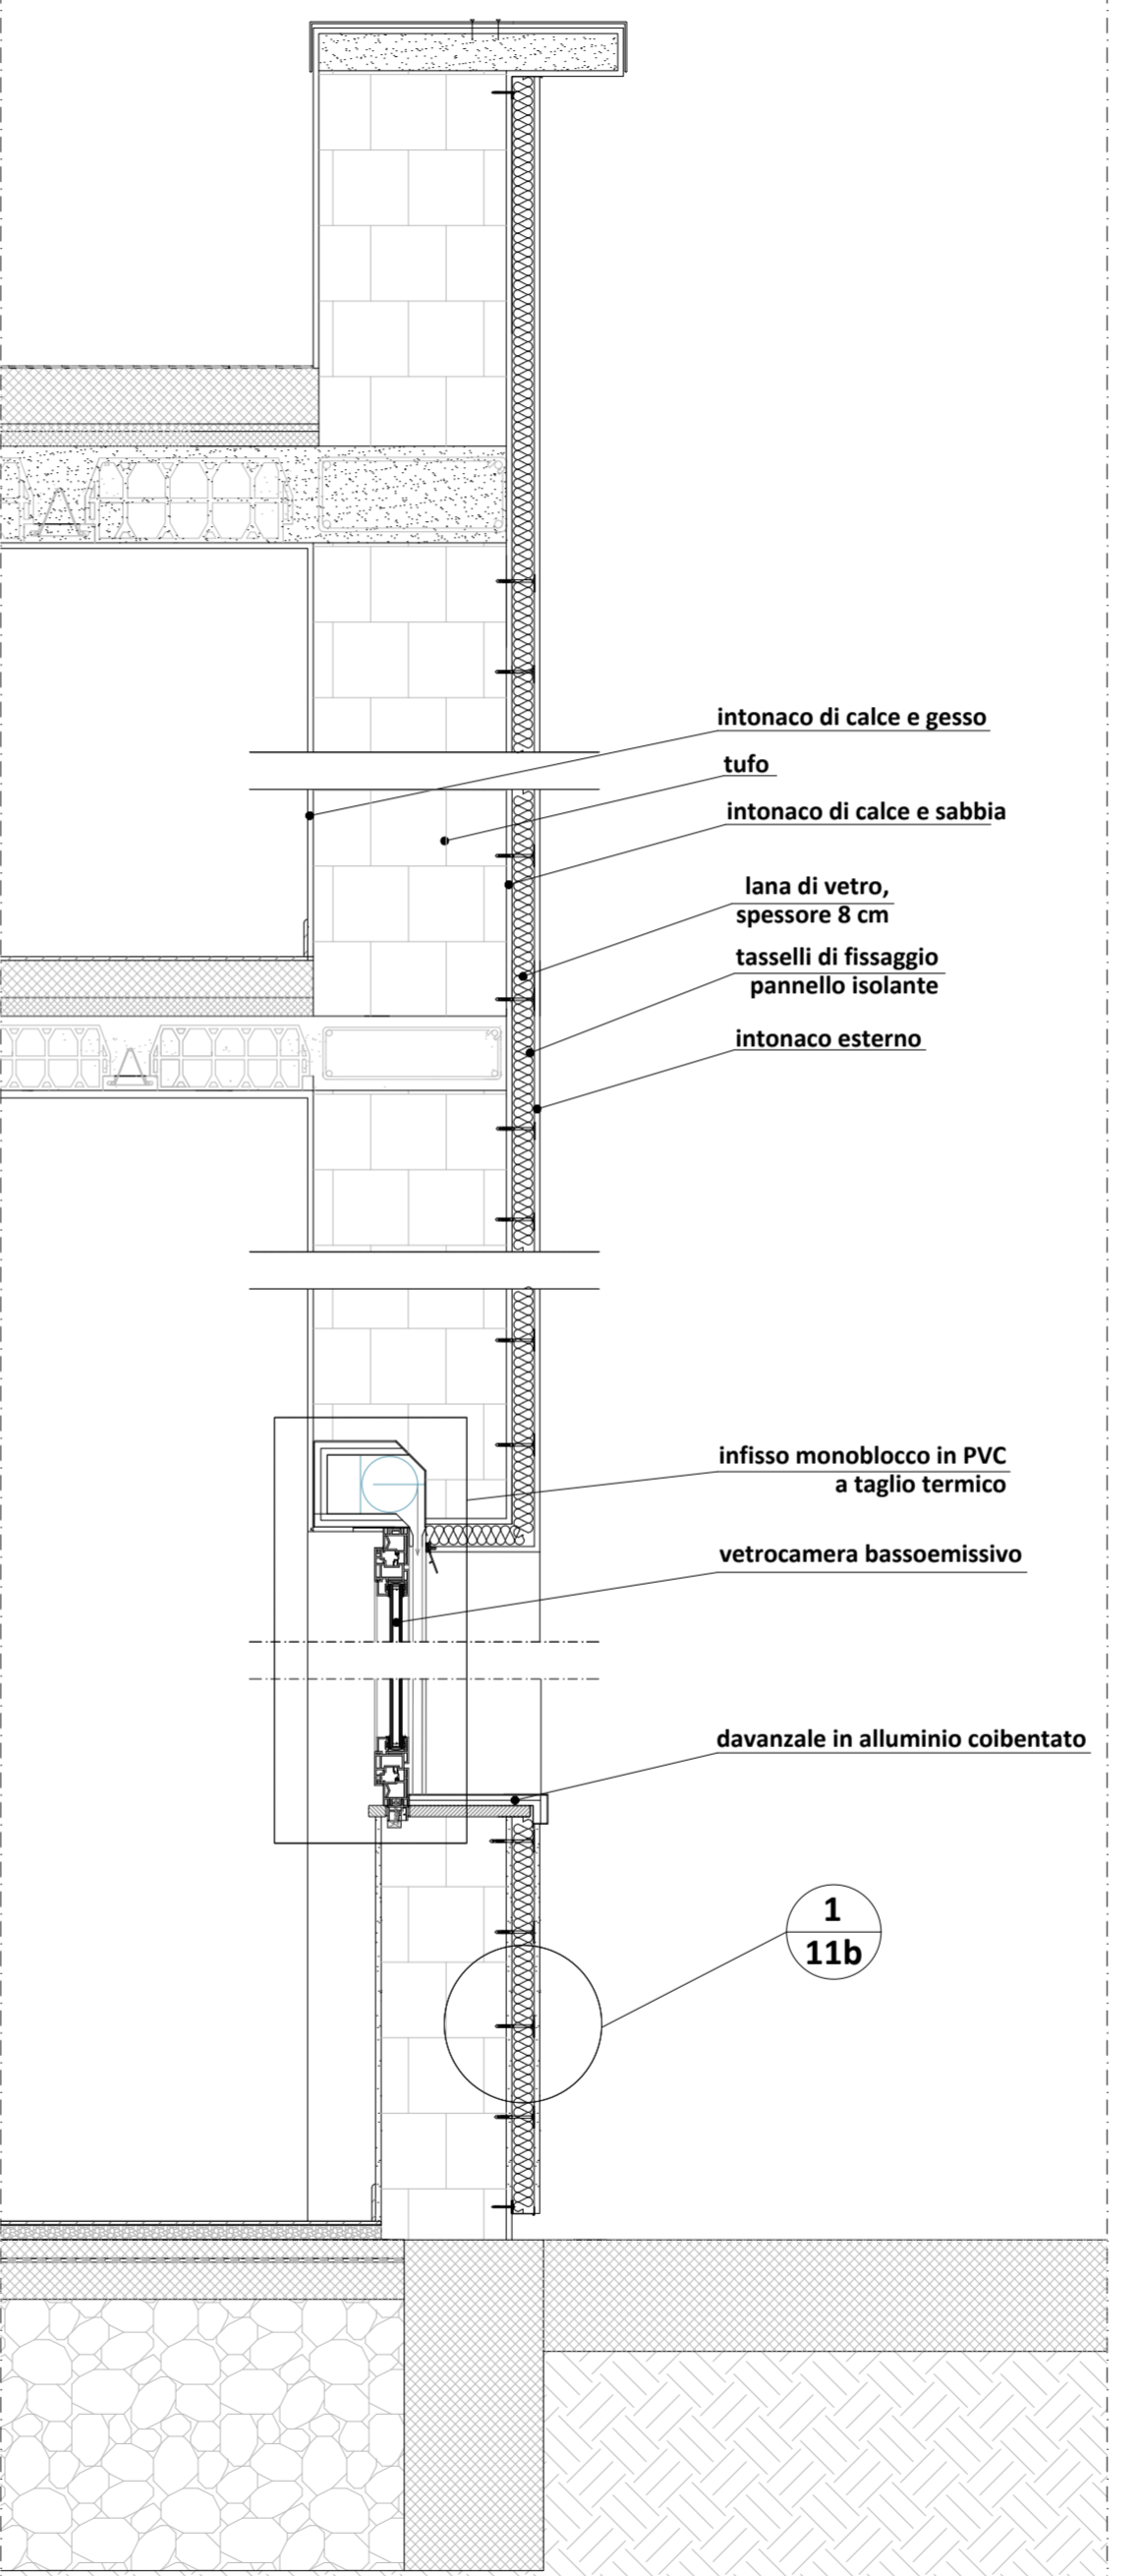 intonaco di calce e gesso
tufo
intonaco di calce e sabbia
lana di vetro,
spessore 8 cm
tasselli di fissaggio
pannello isolante
intonaco esterno
infisso monoblocco in PVC
a taglio termico
vetrocamera bassoemissivo
davanzale in alluminio coibentato
1
11b